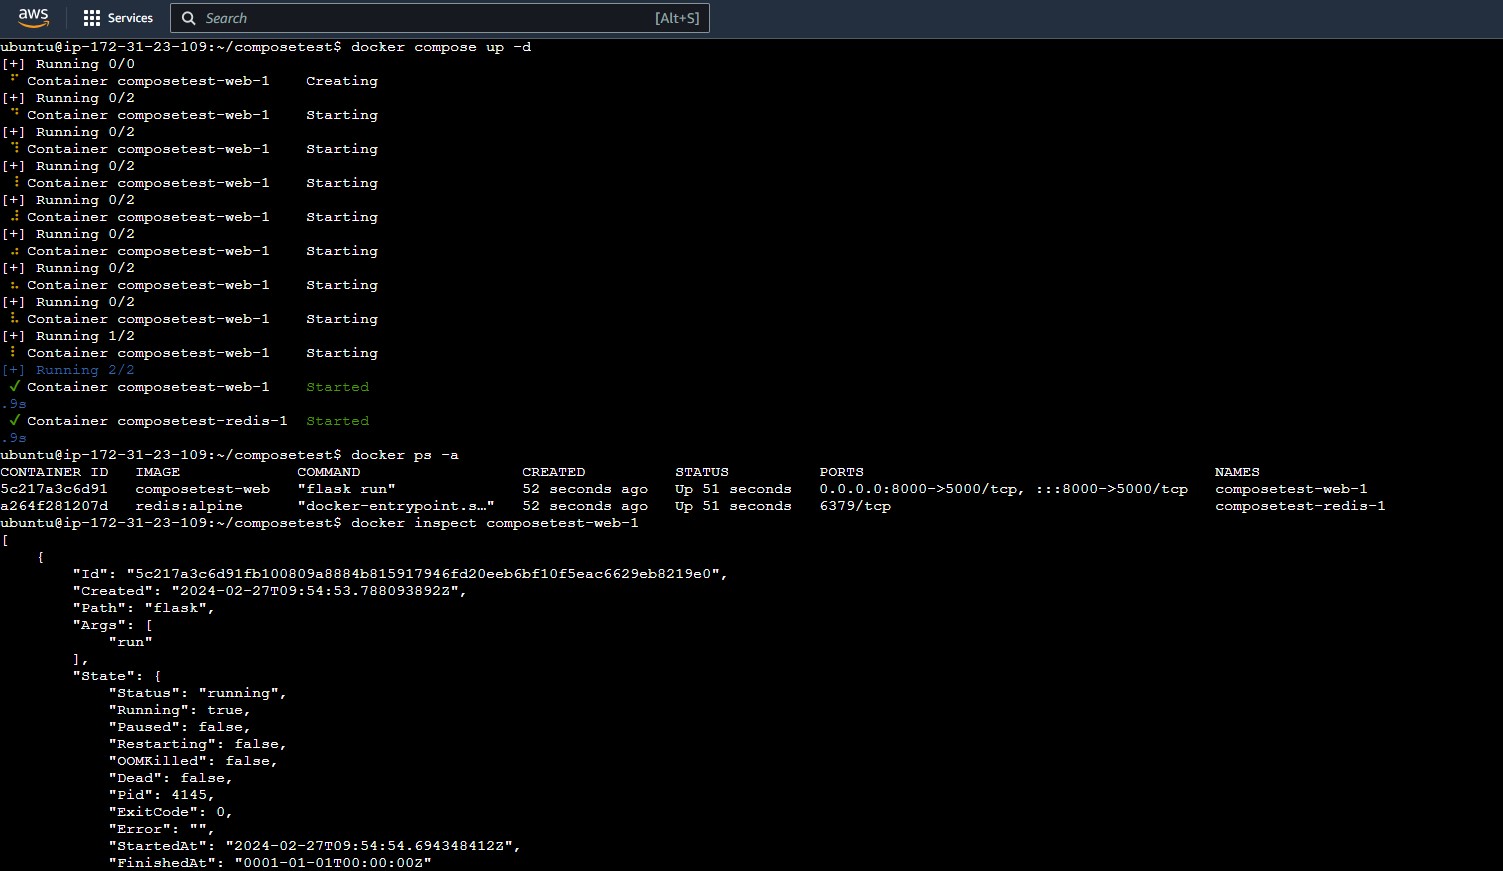 aws Services Search [Alt+S]
ubuntu@ip-172-31-23-109:~/composetest$ docker compose up -d
[+] Running 0/0
 ⠋ Container composetest-web-1    Creating
[+] Running 0/2
 ⠙ Container composetest-web-1    Starting
[+] Running 0/2
 ⠹ Container composetest-web-1    Starting
[+] Running 0/2
 ⠸ Container composetest-web-1    Starting
[+] Running 0/2
 ⠼ Container composetest-web-1    Starting
[+] Running 0/2
 ⠴ Container composetest-web-1    Starting
[+] Running 0/2
 ⠦ Container composetest-web-1    Starting
[+] Running 0/2
 ⠧ Container composetest-web-1    Starting
[+] Running 1/2
 ⠇ Container composetest-web-1    Starting
[+] Running 2/2
 ✓ Container composetest-web-1    Started
.9s
 ✓ Container composetest-redis-1  Started
.9s
ubuntu@ip-172-31-23-109:~/composetest$ docker ps -a
CONTAINER ID   IMAGE             COMMAND                  CREATED          STATUS          PORTS                                       NAMES
5c217a3c6d91   composetest-web   "flask run"              52 seconds ago   Up 51 seconds   0.0.0.0:8000->5000/tcp, :::8000->5000/tcp   composetest-web-1
a264f281207d   redis:alpine      "docker-entrypoint.s…"   52 seconds ago   Up 51 seconds   6379/tcp                                    composetest-redis-1
ubuntu@ip-172-31-23-109:~/composetest$ docker inspect composetest-web-1
[
    {
        "Id": "5c217a3c6d91fb100809a8884b815917946fd20eeb6bf10f5eac6629eb8219e0",
        "Created": "2024-02-27T09:54:53.788093892Z",
        "Path": "flask",
        "Args": [
            "run"
        ],
        "State": {
            "Status": "running",
            "Running": true,
            "Paused": false,
            "Restarting": false,
            "OOMKilled": false,
            "Dead": false,
            "Pid": 4145,
            "ExitCode": 0,
            "Error": "",
            "StartedAt": "2024-02-27T09:54:54.694348412Z",
            "FinishedAt": "0001-01-01T00:00:00Z"